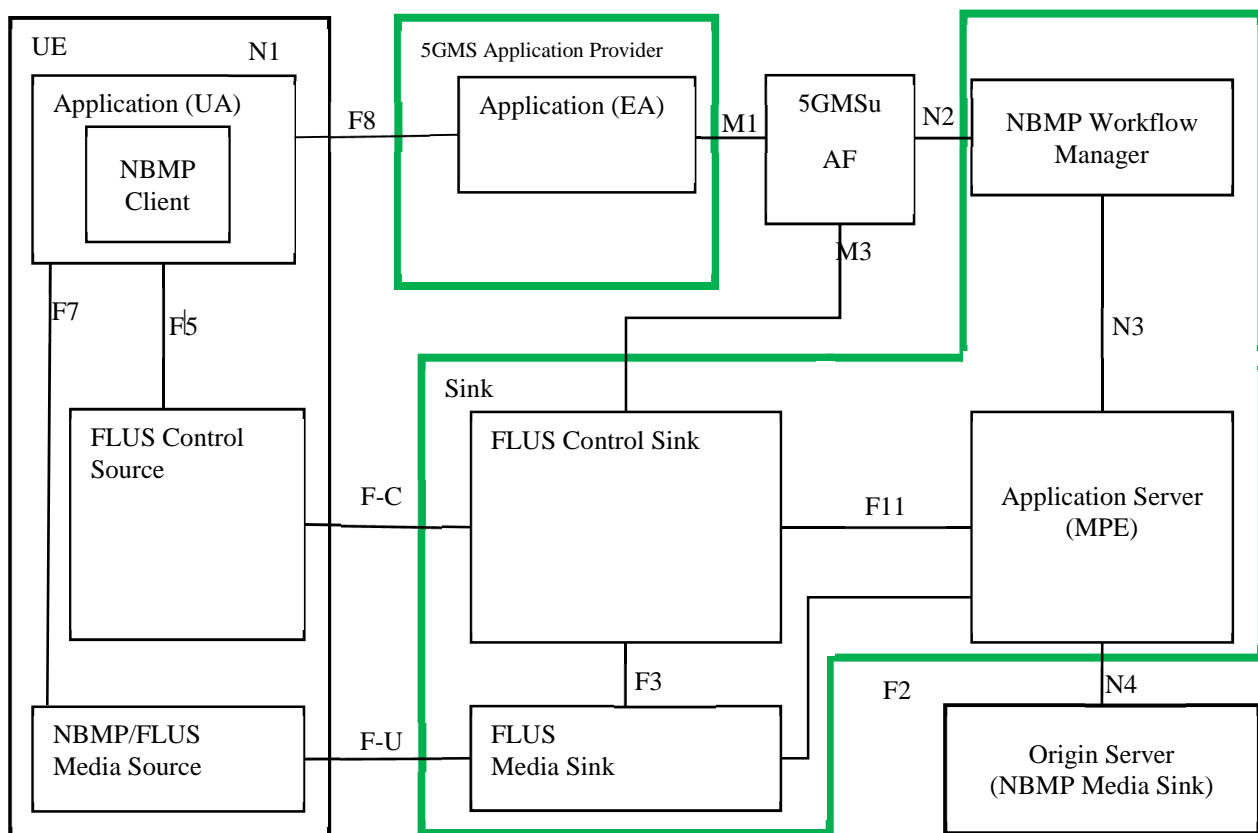 UE
N1
5GMS Application Provider
Application (UA)
NBMP
Client
F8
Application (EA)
M1
5GMSu
AF
N2
NBMP Workflow
Manager
M3
F7
F5
N3
Sink
FLUS Control
Source
F-C
FLUS Control Sink
F11
Application Server
(MPE)
F3
F2
N4
NBMP/FLUS
Media Source
F-U
FLUS
Media Sink
Origin Server
(NBMP Media Sink)